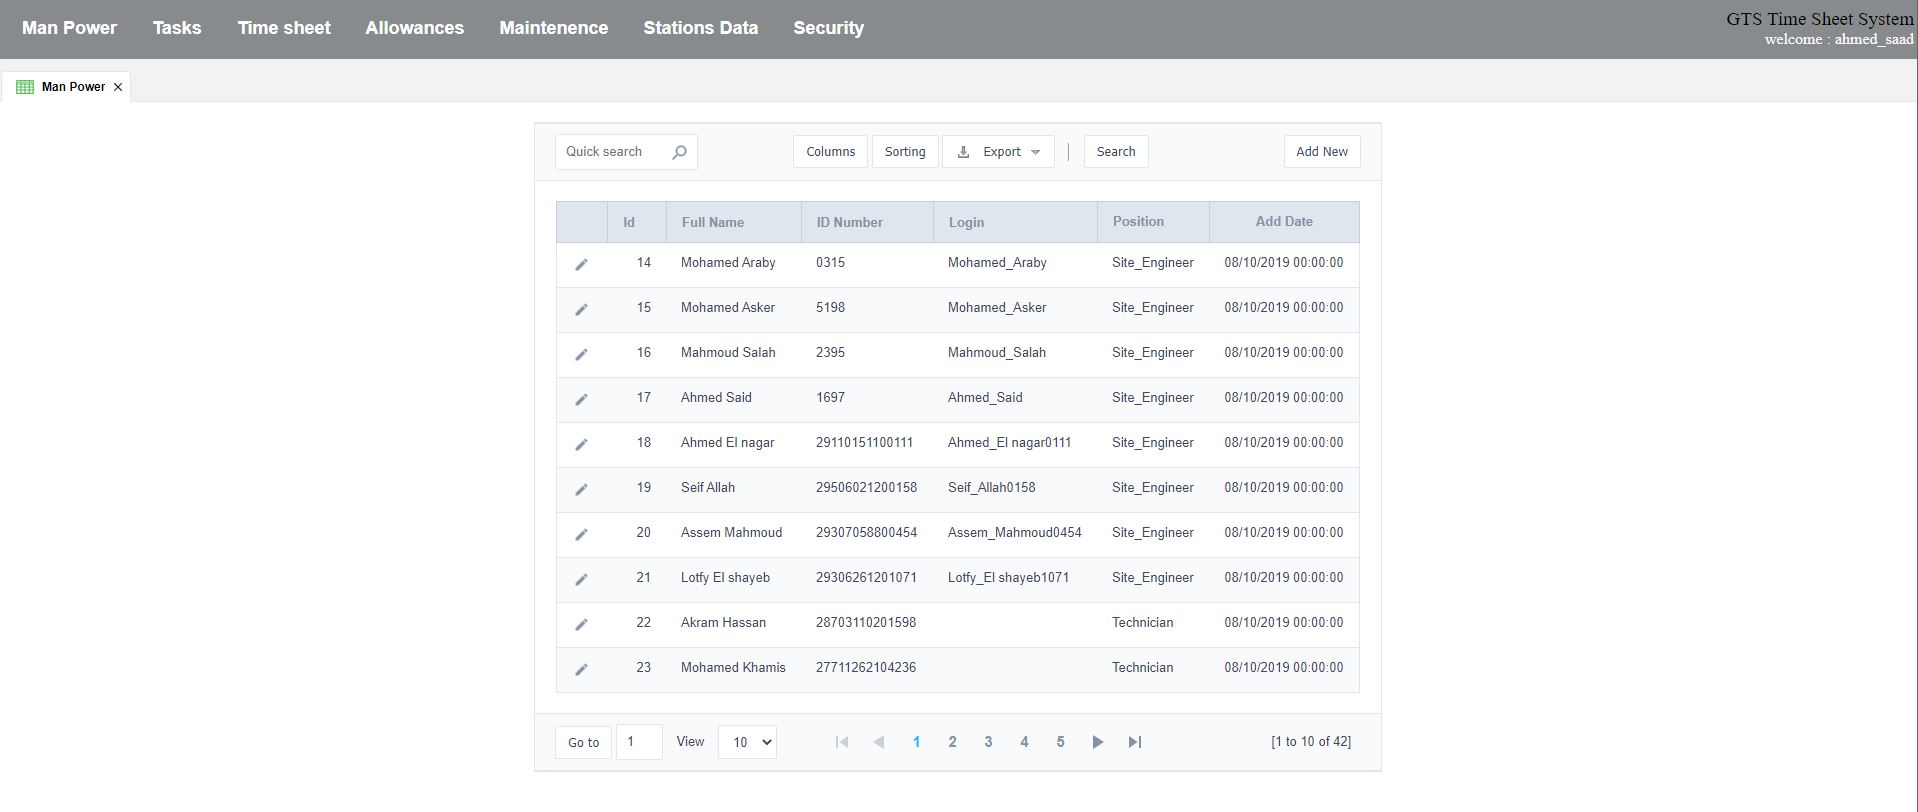 Man Power Tasks Time sheet Allowances Maintenence Stations Data Security
GTS Time Sheet System
welcome : ahmed_saad
Man Power
Quick search Columns Sorting Export Search Add New
Id Full Name ID Number Login Position Add Date
14 Mohamed Araby 0315 Mohamed_Araby Site_Engineer 08/10/2019 00:00:00
15 Mohamed Asker 5198 Mohamed_Asker Site_Engineer 08/10/2019 00:00:00
16 Mahmoud Salah 2395 Mahmoud_Salah Site_Engineer 08/10/2019 00:00:00
17 Ahmed Said 1697 Ahmed_Said Site_Engineer 08/10/2019 00:00:00
18 Ahmed El nagar 29110151100111 Ahmed_El nagar0111 Site_Engineer 08/10/2019 00:00:00
19 Seif Allah 29506021200158 Seif_Allah0158 Site_Engineer 08/10/2019 00:00:00
20 Assem Mahmoud 29307058800454 Assem_Mahmoud0454 Site_Engineer 08/10/2019 00:00:00
21 Lotfy El shayeb 29306261201071 Lotfy_El shayeb1071 Site_Engineer 08/10/2019 00:00:00
22 Akram Hassan 28703110201598 Technician 08/10/2019 00:00:00
23 Mohamed Khamis 27711262104236 Technician 08/10/2019 00:00:00
Go to 1 View 10 1 2 3 4 5 [1 to 10 of 42]